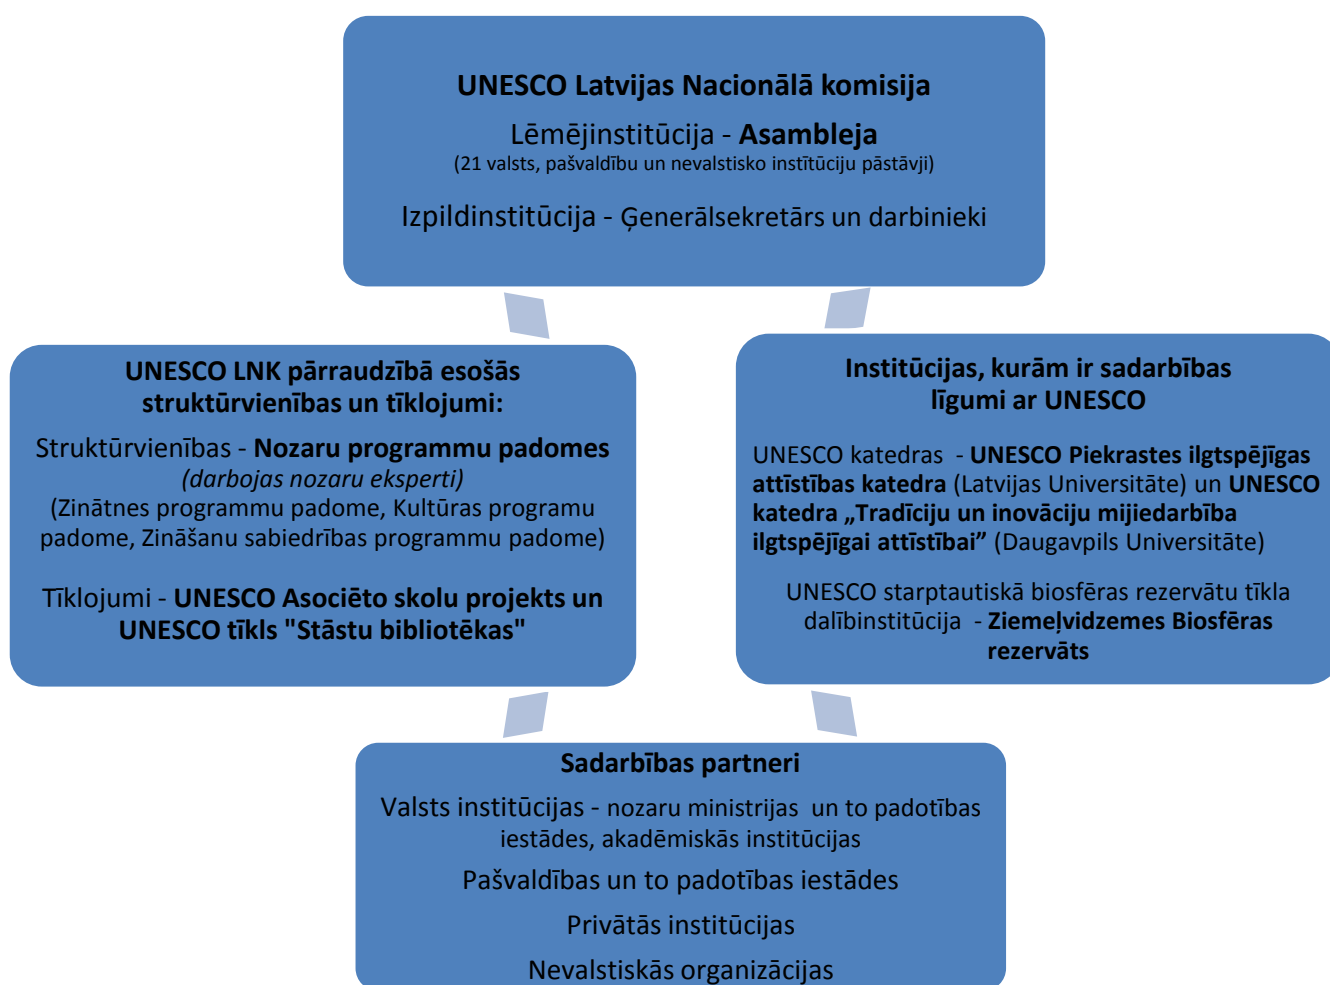 UNESCO Latvijas Nacionālā komisija
Lēmējinstitūcija - Asambleja
(21 valsts, pašvaldību un nevalstisko institūciju pāstāvji)
Izpildinstitūcija - Ģenerālsekretārs un darbinieki
UNESCO LNK pārraudzībā esošās
struktūrvienības un tīklojumi:
Struktūrvienības - Nozaru programmu padomes
(darbojas nozaru eksperti)
(Zinātnes programmu padome, Kultūras programu
padome, Zināšanu sabiedrības programmu padome)
Tīklojumi - UNESCO Asociēto skolu projekts un
UNESCO tīkls "Stāstu bibliotēkas"
Institūcijas, kurām ir sadarbības
līgumi ar UNESCO
UNESCO katedras - UNESCO Piekrastes ilgtspējīgas
attīstības katedra (Latvijas Universitāte) un UNESCO
katedra „Tradīciju un inovāciju mijiedarbība
ilgtspējīgai attīstībai” (Daugavpils Universitāte)
UNESCO starptautiskā biosfēras rezervātu tīkla
dalībinstitūcija - Ziemeļvidzemes Biosfēras
rezervāts
Sadarbības partneri
Valsts institūcijas - nozaru ministrijas un to padotības
iestādes, akadēmiskās institūcijas
Pašvaldības un to padotības iestādes
Privātās institūcijas
Nevalstiskās organizācijas